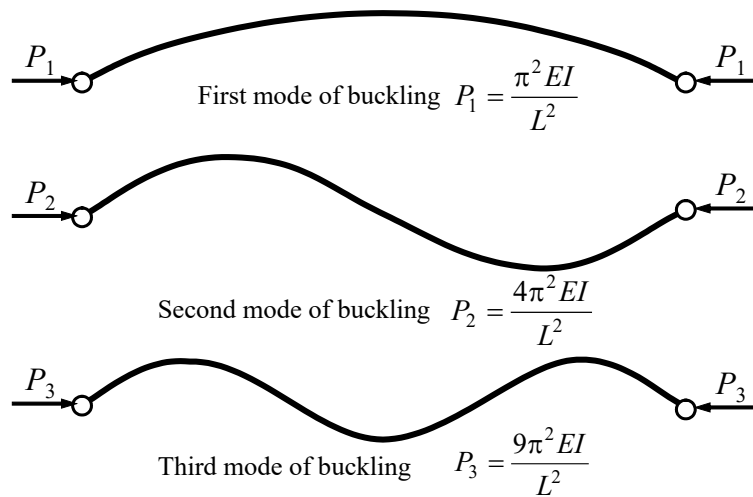 P₁ P₁
First mode of buckling P₁ = π²EI / L²
P₂ P₂
Second mode of buckling P₂ = 4π²EI / L²
P₃ P₃
Third mode of buckling P₃ = 9π²EI / L²